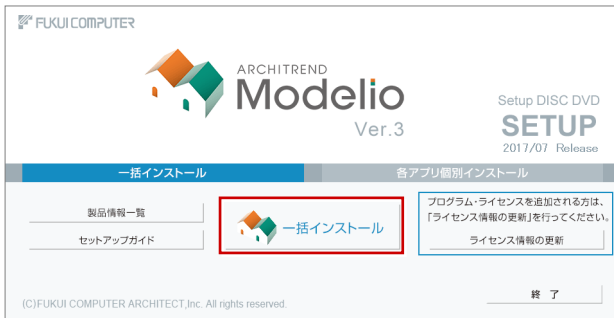 FUKUI COMPUTER
ARCHITREND
Modelio
Ver.3
Setup DISC DVD
SETUP
2017/07 Release
一括インストール
各アプリ個別インストール
製品情報一覧
セットアップガイド
一括インストール
プログラム・ライセンスを追加される方は、
「ライセンス情報の更新」を行ってください。
ライセンス情報の更新
終 了
(C)FUKUI COMPUTER ARCHITECT,Inc. All rights reserved.